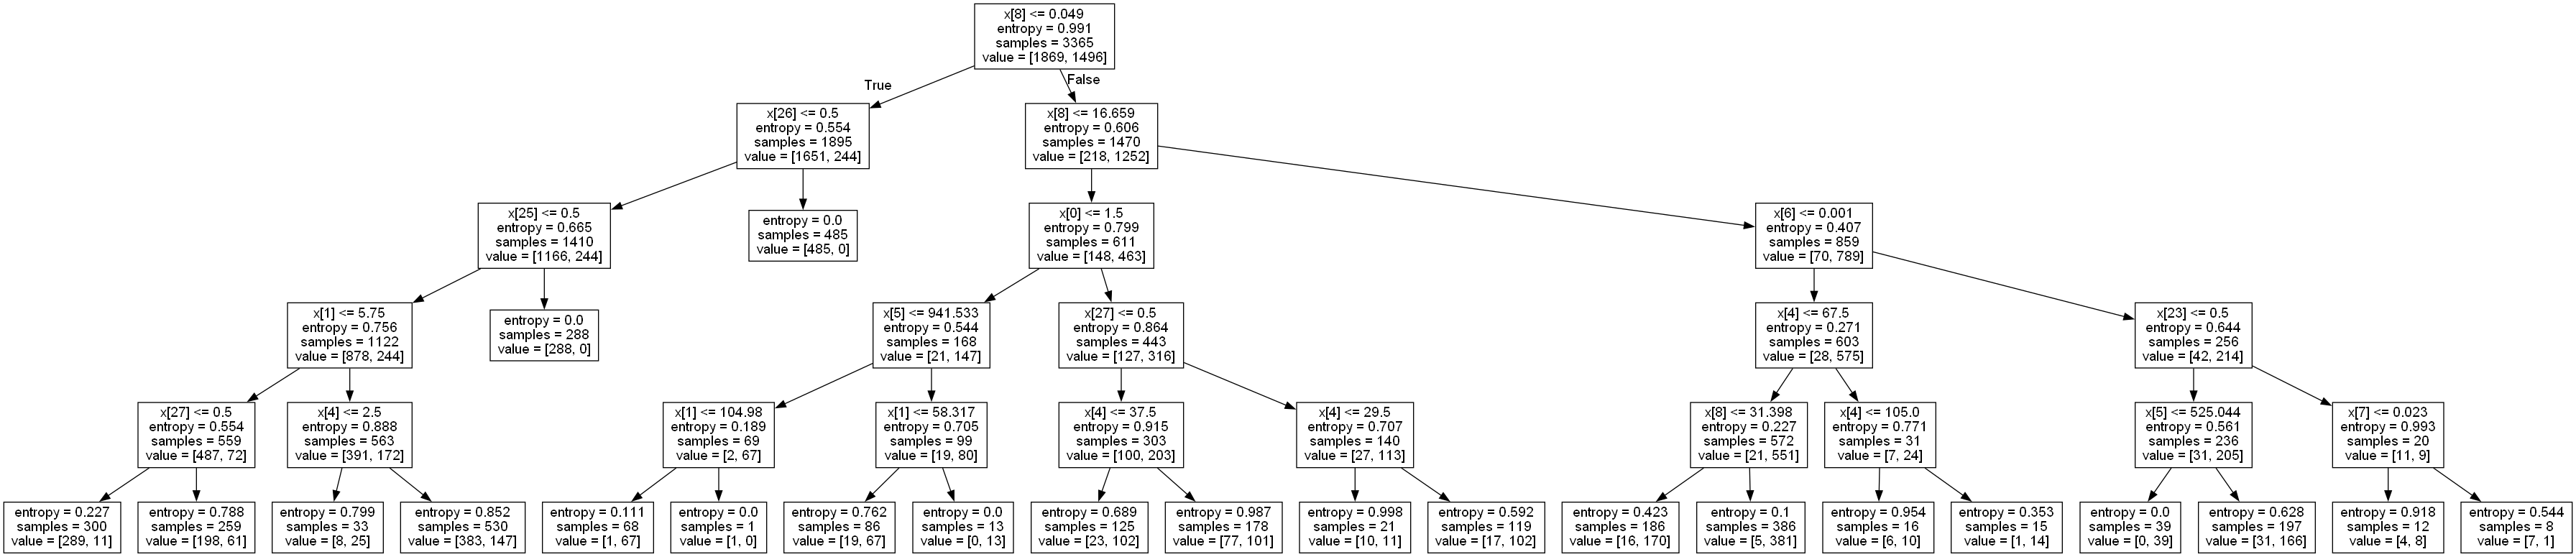 x[8] <= 0.049
entropy = 0.991
samples = 3365
value = [1869, 1496]
True
False
x[26] <= 0.5
entropy = 0.554
samples = 1895
value = [1651, 244]
x[8] <= 16.659
entropy = 0.606
samples = 1470
value = [218, 1252]
x[25] <= 0.5
entropy = 0.665
samples = 1410
value = [1166, 244]
entropy = 0.0
samples = 485
value = [485, 0]
x[0] <= 1.5
entropy = 0.799
samples = 611
value = [148, 463]
x[6] <= 0.001
entropy = 0.407
samples = 859
value = [70, 789]
x[1] <= 5.75
entropy = 0.756
samples = 1122
value = [878, 244]
entropy = 0.0
samples = 288
value = [288, 0]
x[5] <= 941.533
entropy = 0.544
samples = 168
value = [21, 147]
x[27] <= 0.5
entropy = 0.864
samples = 443
value = [127, 316]
x[4] <= 67.5
entropy = 0.271
samples = 603
value = [28, 575]
x[23] <= 0.5
entropy = 0.644
samples = 256
value = [42, 214]
x[27] <= 0.5
entropy = 0.554
samples = 559
value = [487, 72]
x[4] <= 2.5
entropy = 0.888
samples = 563
value = [391, 172]
x[1] <= 104.98
entropy = 0.189
samples = 69
value = [2, 67]
x[1] <= 58.317
entropy = 0.705
samples = 99
value = [19, 80]
x[4] <= 37.5
entropy = 0.915
samples = 303
value = [100, 203]
x[4] <= 29.5
entropy = 0.707
samples = 140
value = [27, 113]
x[8] <= 31.398
entropy = 0.227
samples = 572
value = [21, 551]
x[4] <= 105.0
entropy = 0.771
samples = 31
value = [7, 24]
x[5] <= 525.044
entropy = 0.561
samples = 236
value = [31, 205]
x[7] <= 0.023
entropy = 0.993
samples = 20
value = [11, 9]
entropy = 0.227
samples = 300
value = [289, 11]
entropy = 0.788
samples = 259
value = [198, 61]
entropy = 0.799
samples = 33
value = [8, 25]
entropy = 0.852
samples = 530
value = [383, 147]
entropy = 0.111
samples = 68
value = [1, 67]
entropy = 0.0
samples = 1
value = [1, 0]
entropy = 0.762
samples = 86
value = [19, 67]
entropy = 0.0
samples = 13
value = [0, 13]
entropy = 0.689
samples = 125
value = [23, 102]
entropy = 0.987
samples = 178
value = [77, 101]
entropy = 0.998
samples = 21
value = [10, 11]
entropy = 0.592
samples = 119
value = [17, 102]
entropy = 0.423
samples = 186
value = [16, 170]
entropy = 0.1
samples = 386
value = [5, 381]
entropy = 0.954
samples = 16
value = [6, 10]
entropy = 0.353
samples = 15
value = [1, 14]
entropy = 0.0
samples = 39
value = [0, 39]
entropy = 0.628
samples = 197
value = [31, 166]
entropy = 0.918
samples = 12
value = [4, 8]
entropy = 0.544
samples = 8
value = [7, 1]